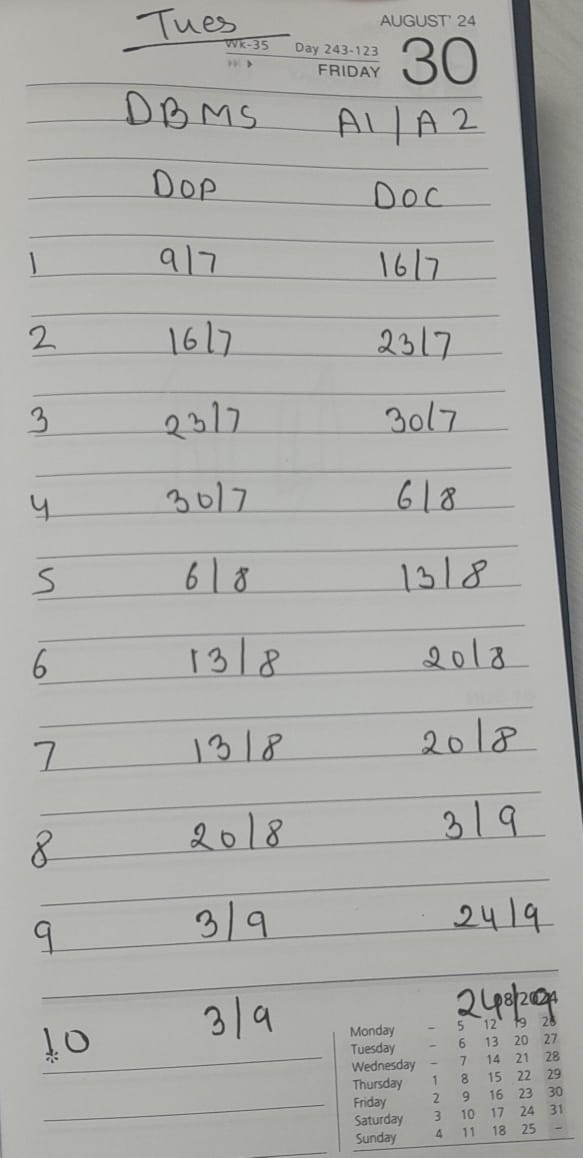 Tues AUGUST' 24
Wk-35 Day 243-123 30
FRIDAY
DBMS A1/A2
DOP DOC
1 9/7 16/7
2 16/7 23/7
3 23/7 30/7
4 30/7 6/8
5 6/8 13/8
6 13/8 20/8
7 13/8 20/8
8 20/8 3/9
9 3/9 24/9
10 3/9 24/9
Monday – 5 12 19 26
Tuesday – 6 13 20 27
Wednesday – 7 14 21 28
Thursday 1 8 15 22 29
Friday 2 9 16 23 30
Saturday 3 10 17 24 31
Sunday 4 11 18 25 –